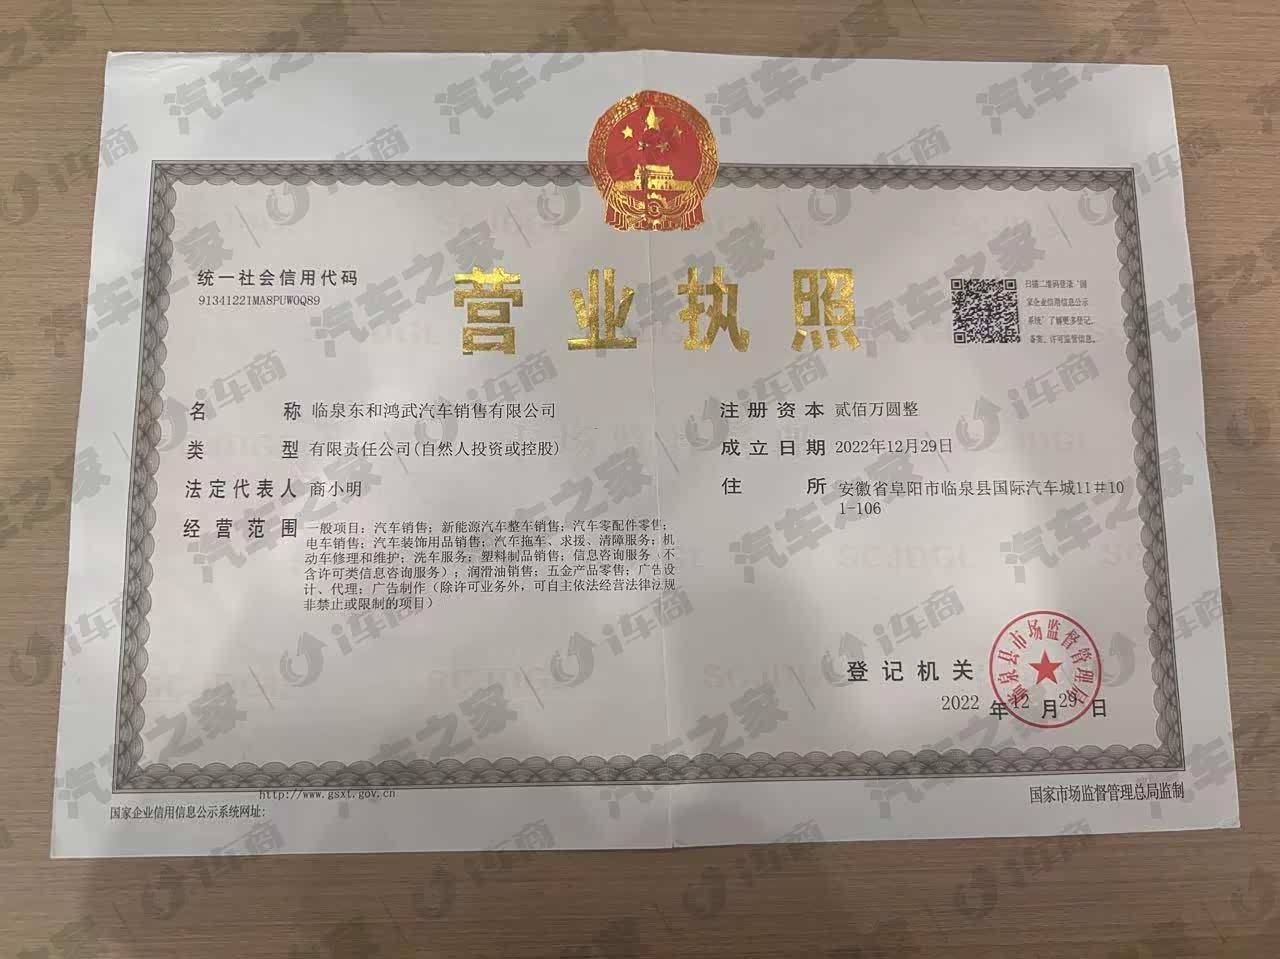 统一社会信用代码
91341221MA8PUW0Q89
营业执照
扫描二维码登录‘国
家企业信用信息公示
系统’了解更多登记、
备案、许可监管信息。
名 称 临泉东和鸿武汽车销售有限公司
类 型 有限责任公司(自然人投资或控股)
法定代表人 商小明
经营范围 一般项目：汽车销售；新能源汽车整车销售；汽车零配件零售；
电车销售；汽车装饰用品销售；汽车拖车、求援、清障服务；机
动车修理和维护；洗车服务；塑料制品销售；信息咨询服务（不
含许可类信息咨询服务）；润滑油销售；五金产品零售；广告设
计、代理；广告制作（除许可业务外，可自主依法经营法律法规
非禁止或限制的项目）
注册资本 贰佰万圆整
成立日期 2022年12月29日
住 所 安徽省阜阳市临泉县国际汽车城11#10
1-106
登记机关
临泉县市场监督管理局
2022 年 12 月 29 日
http://www.gsxt.gov.cn
国家企业信用信息公示系统网址：
国家市场监督管理总局监制
汽车之家 | i车商